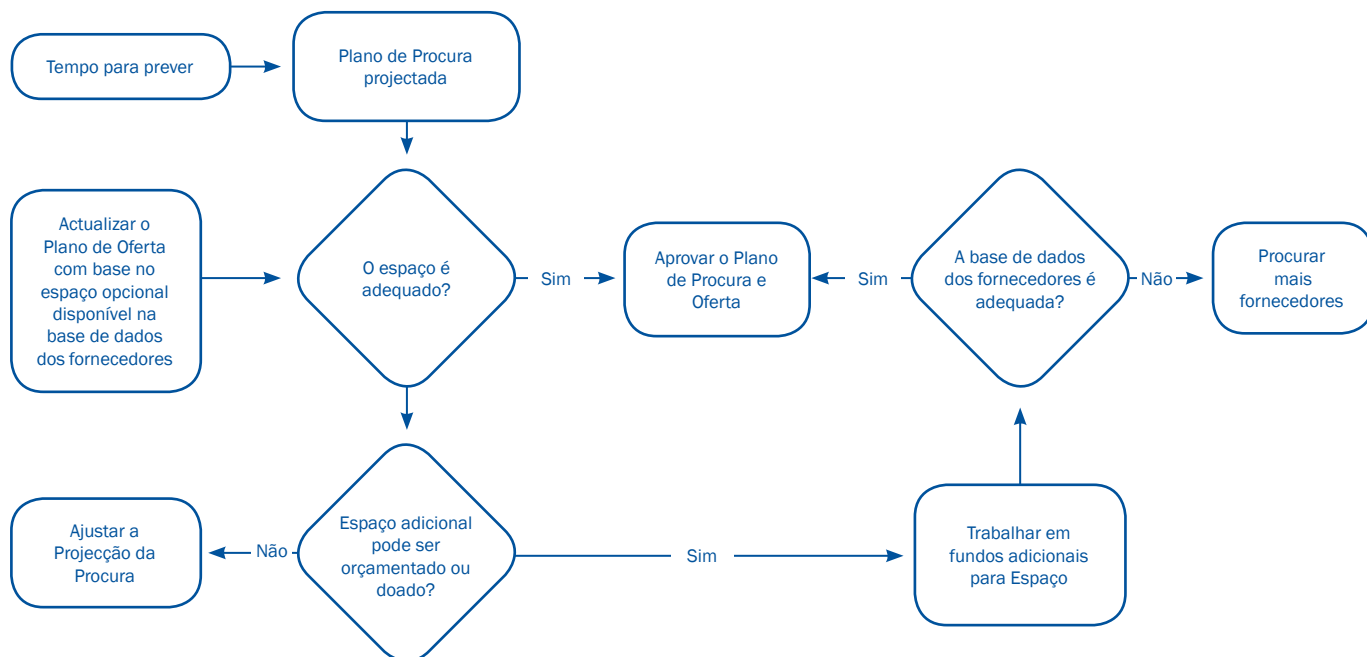 Tempo para prever
Plano de Procura
projectada
Actualizar o
Plano de Oferta
com base no
espaço opcional
disponível na
base de dados
dos fornecedores
O espaço é
adequado?
Sim
Aprovar o Plano
de Procura e
Oferta
Sim
A base de dados
dos fornecedores é
adequada?
Não
Procurar
mais
fornecedores
Ajustar a
Projecção da
Procura
Não
Espaço adicional
pode ser
orçamentado ou
doado?
Sim
Trabalhar em
fundos adicionais
para Espaço